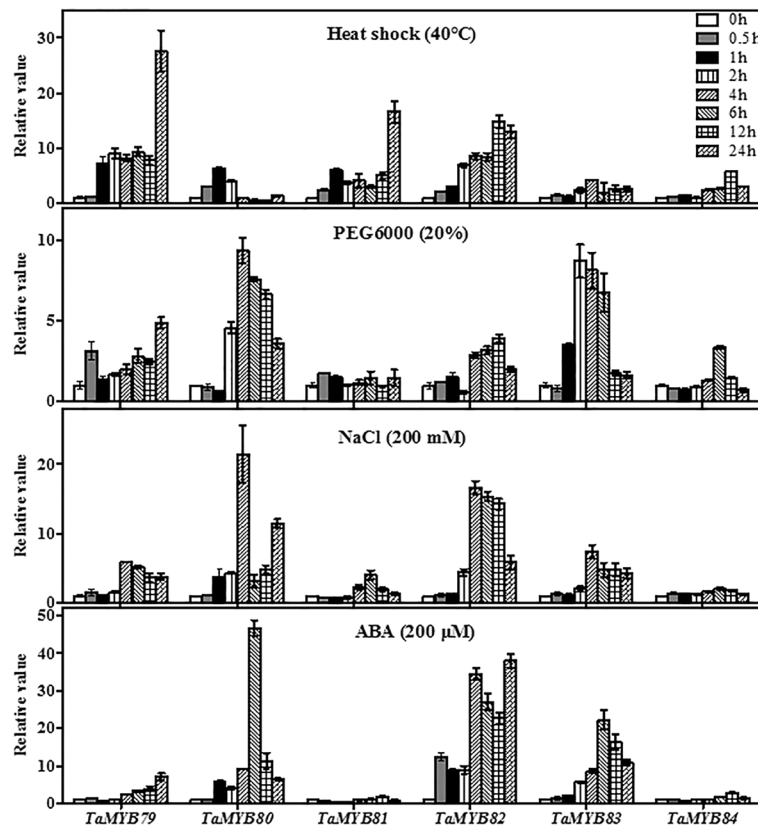 Heat shock (40°C)
0h
0.5h
1h
2h
4h
6h
12h
24h
Relative value
30
20
10
0
PEG6000 (20%)
Relative value
10
5
0
NaCl (200 mM)
Relative value
20
10
0
ABA (200 µM)
Relative value
50
40
30
20
10
0
TaMYB79 TaMYB80 TaMYB81 TaMYB82 TaMYB83 TaMYB84